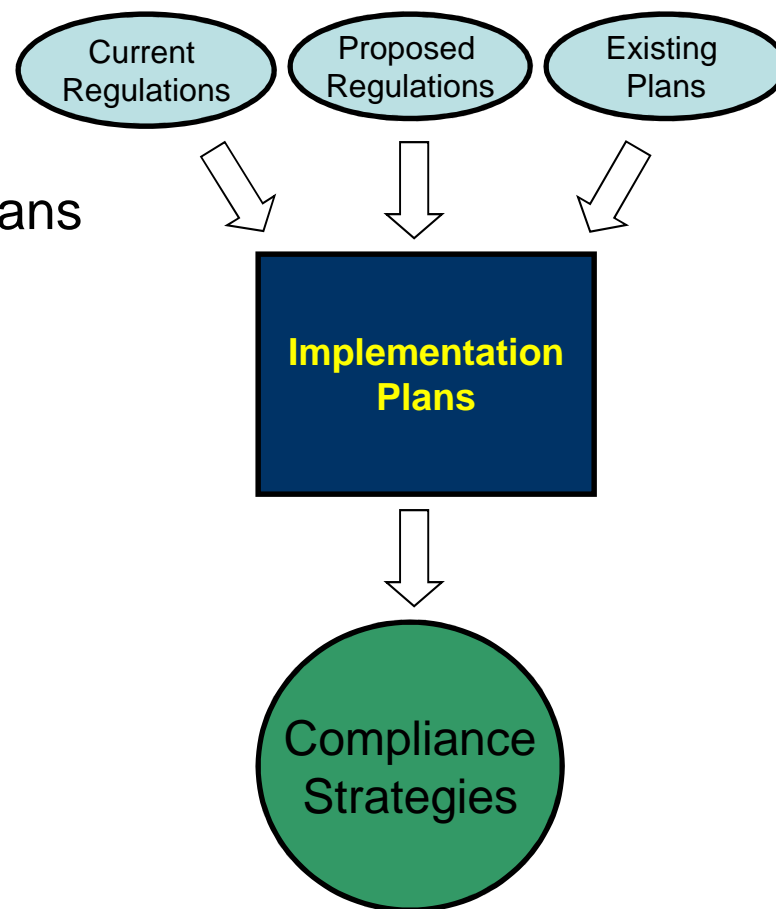 Current
Regulations
Proposed
Regulations
Existing
Plans
ans
Implementation
Plans
Compliance
Strategies